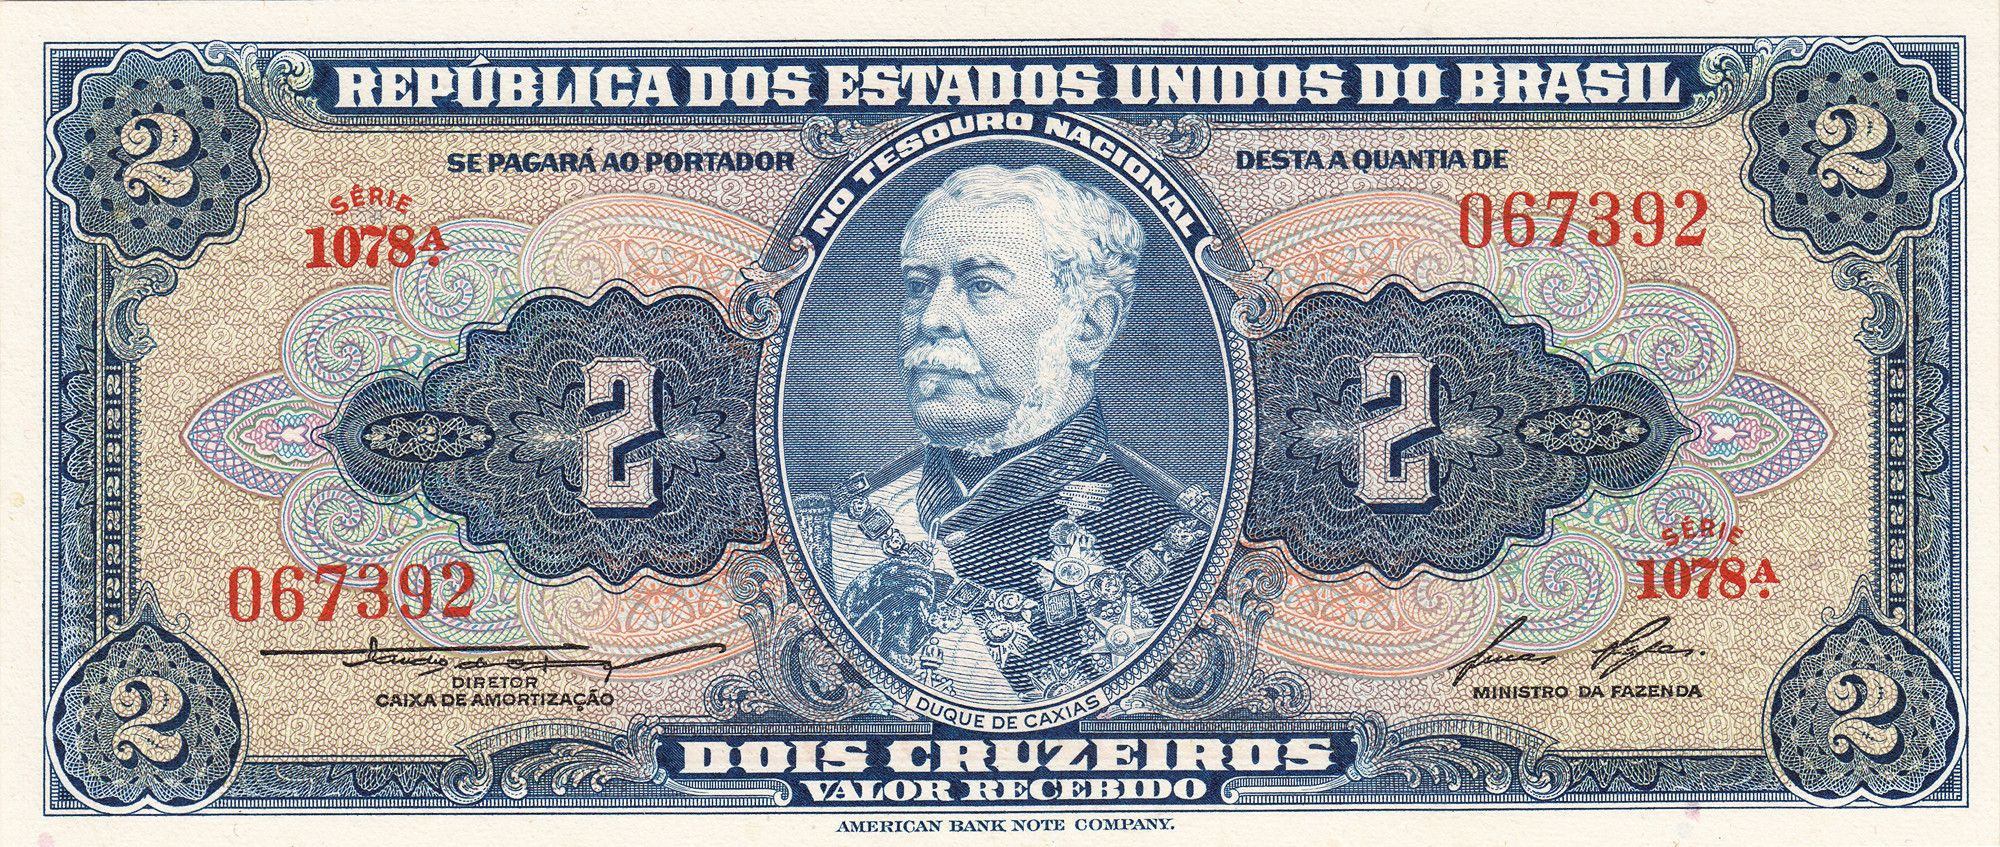 REPÚBLICA DOS ESTADOS UNIDOS DO BRASIL
2
2
NO TESOURO NACIONAL
SE PAGARÁ AO PORTADOR
DESTA A QUANTIA DE
SÉRIE
1078A.
067392
2
2
SÉRIE
1078A.
067392
DIRETOR
CAIXA DE AMORTIZAÇÃO
MINISTRO DA FAZENDA
DUQUE DE CAXIAS
2
2
DOIS CRUZEIROS
VALOR RECEBIDO
AMERICAN BANK NOTE COMPANY.